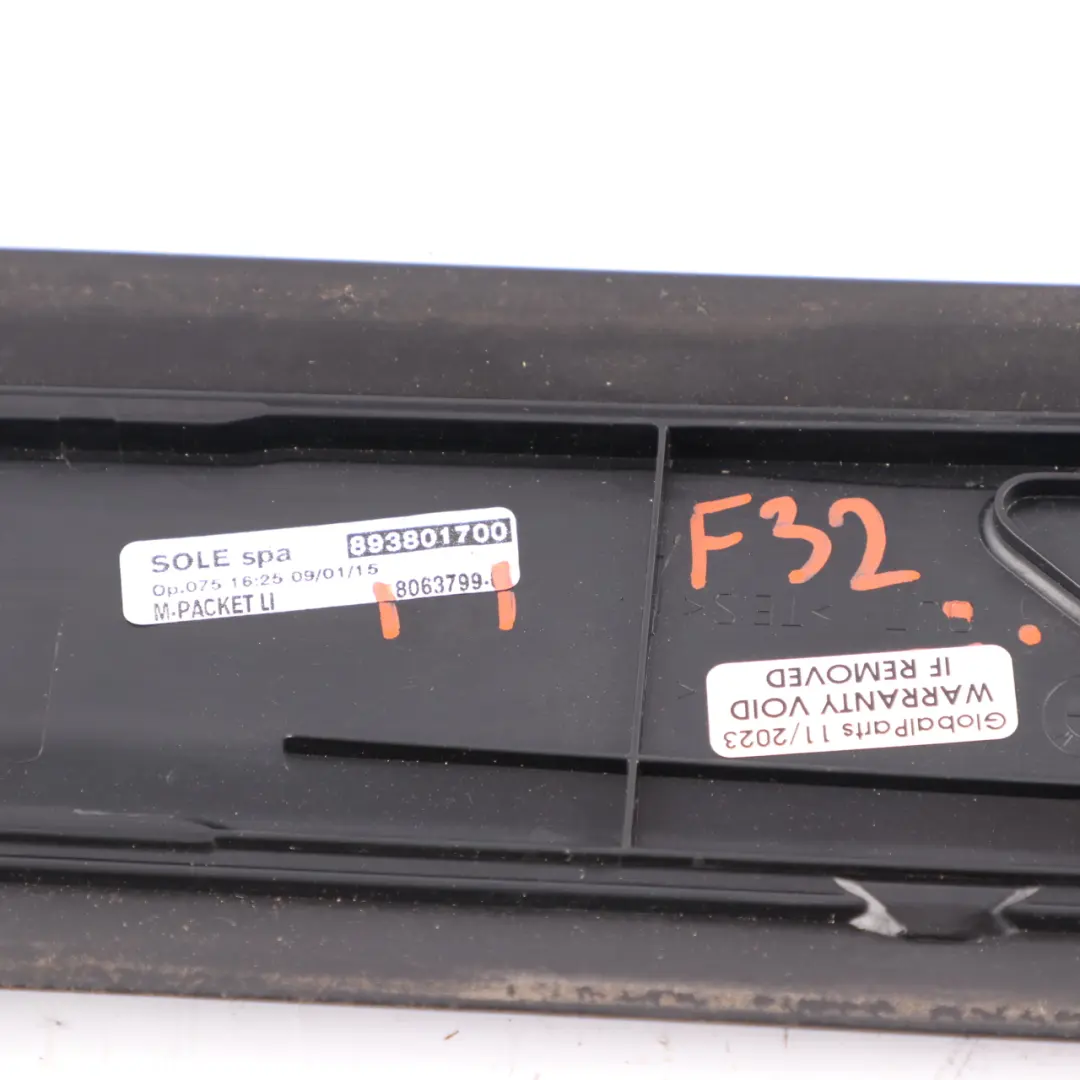 SOLE spa 893801700
Op.075 16:25 09/01/15
M-PACKET LI 8063799-
F32
GlobalParts 11/2023
WARRANTY VOID
IF REMOVED